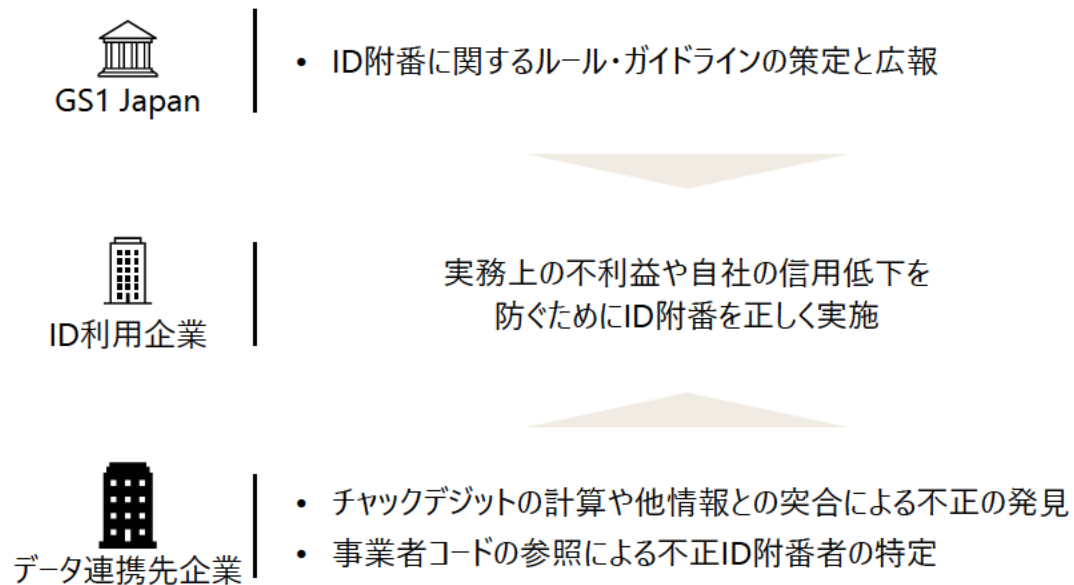 GS1 Japan
• ID附番に関するルール・ガイドラインの策定と広報
ID利用企業
実務上の不利益や自社の信用低下を
防ぐためにID附番を正しく実施
データ連携先企業
• チャックデジットの計算や他情報との突合による不正の発見
• 事業者コードの参照による不正ID附番者の特定